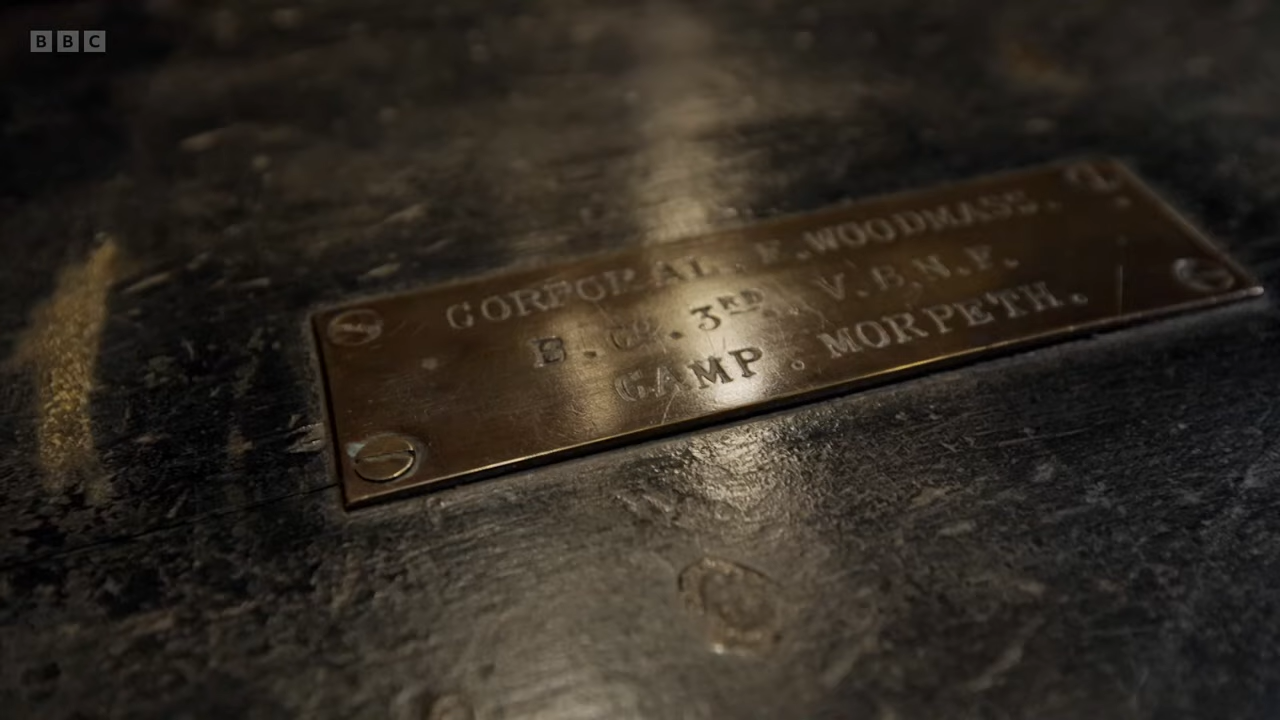 BBC
CORPORAL. F. WOODMASS.
B. Co. 3RD V.B.N.F.
CAMP. MORPETH.